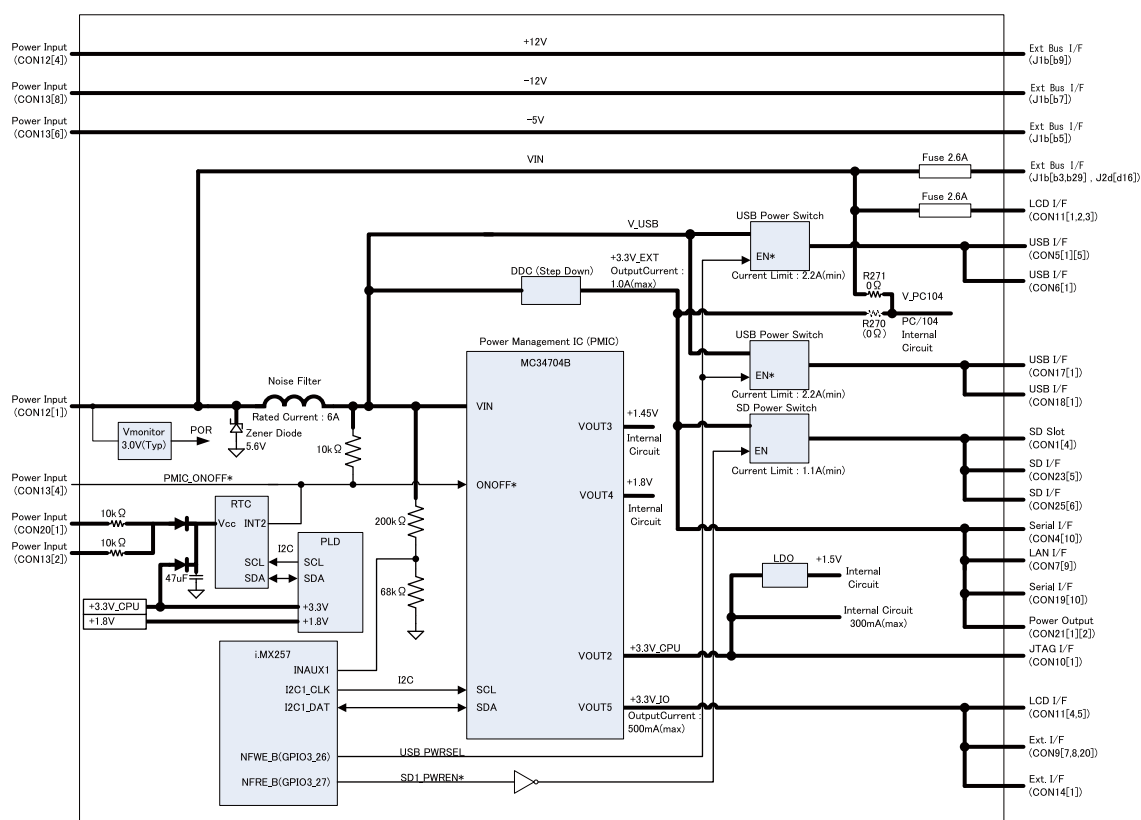 Power Input
(CON12[4])
+12V
Ext Bus I/F
(J1b[b9])
Power Input
(CON13[8])
-12V
Ext Bus I/F
(J1b[b7])
Power Input
(CON13[6])
-5V
Ext Bus I/F
(J1b[b5])
VIN
Fuse 2.6A
Ext Bus I/F
(J1b[b3,b29] , J2d[d16])
Fuse 2.6A
LCD I/F
(CON11[1,2,3])
V_USB
USB Power Switch
EN*
Current Limit : 2.2A(min)
USB I/F
(CON5[1][5])
USB I/F
(CON6[1])
DDC (Step Down)
+3.3V_EXT
OutputCurrent :
1.0A(max)
R271
0Ω
V_PC104
R270
(0Ω)
PC/104
Internal
Circuit
Power Management IC (PMIC)
MC34704B
USB Power Switch
EN*
Current Limit : 2.2A(min)
USB I/F
(CON17[1])
USB I/F
(CON18[1])
Power Input
(CON12[1])
Noise Filter
Rated Current : 6A
Zener Diode
5.6V
Vmonitor
3.0V(Typ)
POR
10kΩ
VIN
VOUT3
+1.45V
Internal
Circuit
SD Power Switch
EN
Current Limit : 1.1A(min)
SD Slot
(CON1[4])
SD I/F
(CON23[5])
SD I/F
(CON25[6])
Power Input
(CON13[4])
PMIC_ONOFF*
ONOFF*
VOUT4
+1.8V
Internal
Circuit
Power Input
(CON20[1])
10kΩ
Power Input
(CON13[2])
10kΩ
47uF
RTC
Vcc
INT2
SCL
SDA
I2C
PLD
SCL
SDA
+3.3V
+1.8V
+3.3V_CPU
+1.8V
200kΩ
68kΩ
Serial I/F
(CON4[10])
LAN I/F
(CON7[9])
Serial I/F
(CON19[10])
Power Output
(CON21[1][2])
LDO
+1.5V
Internal
Circuit
Internal Circuit
300mA(max)
VOUT2
+3.3V_CPU
JTAG I/F
(CON10[1])
i.MX257
INAUX1
I2C1_CLK
I2C1_DAT
I2C
SCL
SDA
VOUT5
+3.3V_IO
OutputCurrent :
500mA(max)
LCD I/F
(CON11[4,5])
Ext. I/F
(CON9[7,8,20])
Ext. I/F
(CON14[1])
NFWE_B(GPIO3_26)
USB_PWRSEL
NFRE_B(GPIO3_27)
SD1_PWREN*